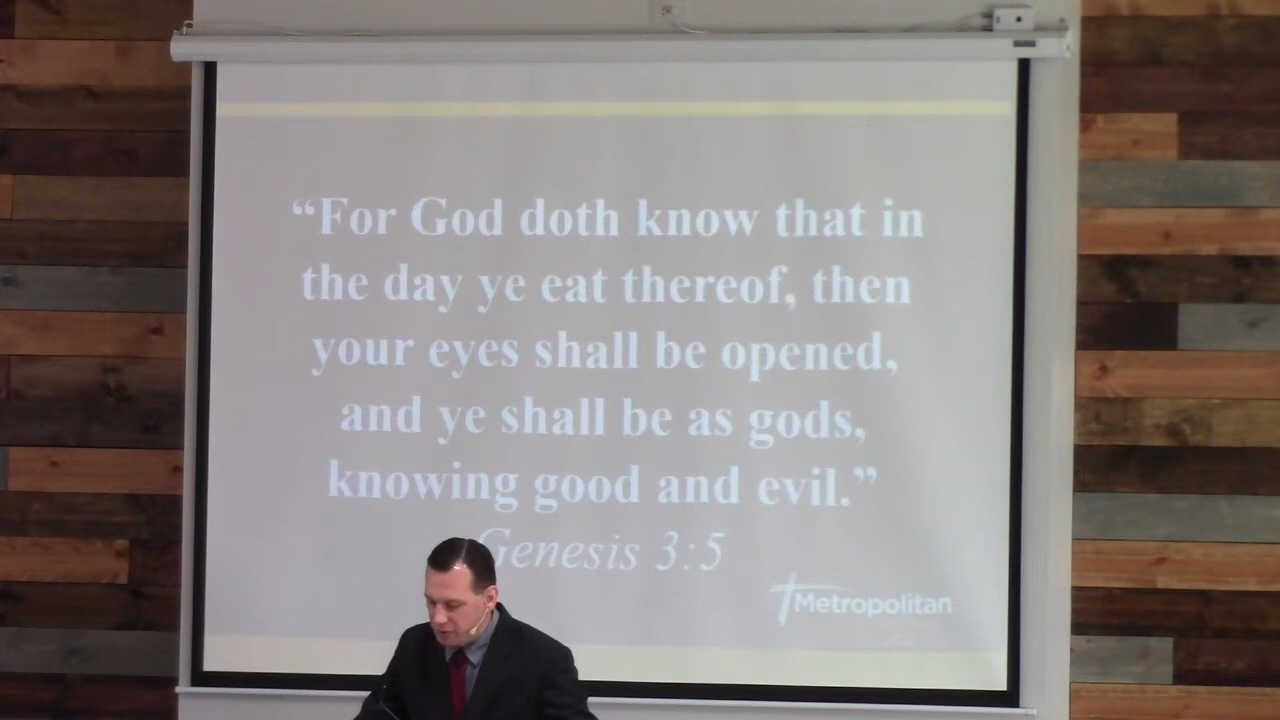 “For God doth know that in
the day ye eat thereof, then
your eyes shall be opened,
and ye shall be as gods,
knowing good and evil.”
Genesis 3:5
Metropolitan